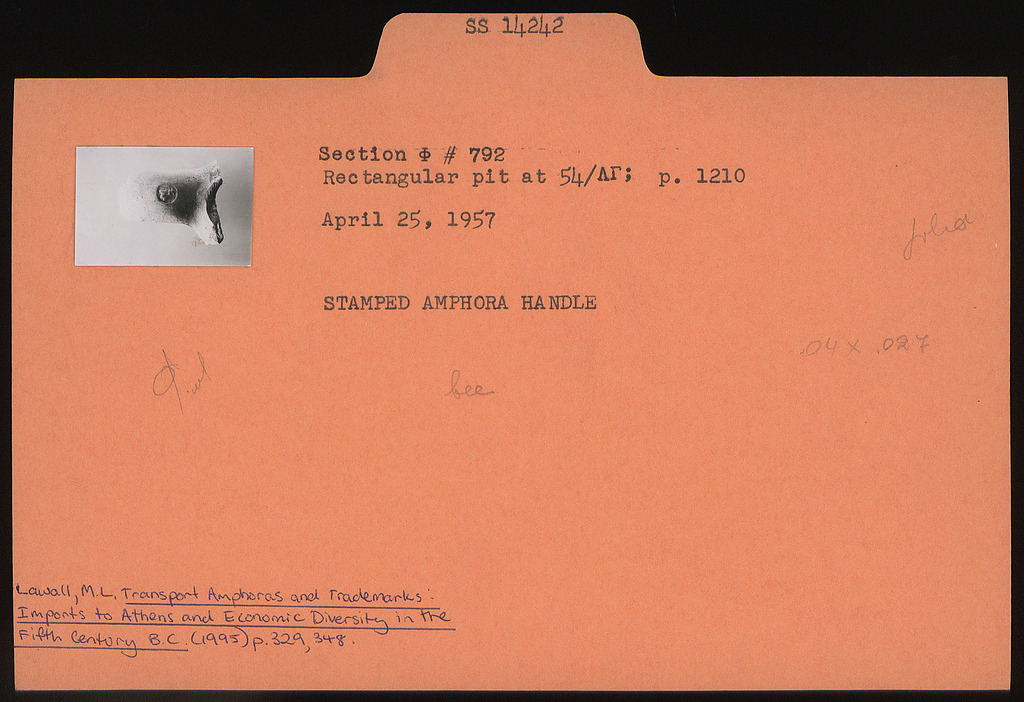 SS 14242
Section Φ # 792
Rectangular pit at 54/ΛΓ; p. 1210
April 25, 1957
STAMPED AMPHORA HANDLE
.04 x .027
bee
Lawall, M.L. Transport Amphoras and Trademarks:
Imports to Athens and Economic Diversity in the
Fifth Century B.C. (1995) p. 329, 348.